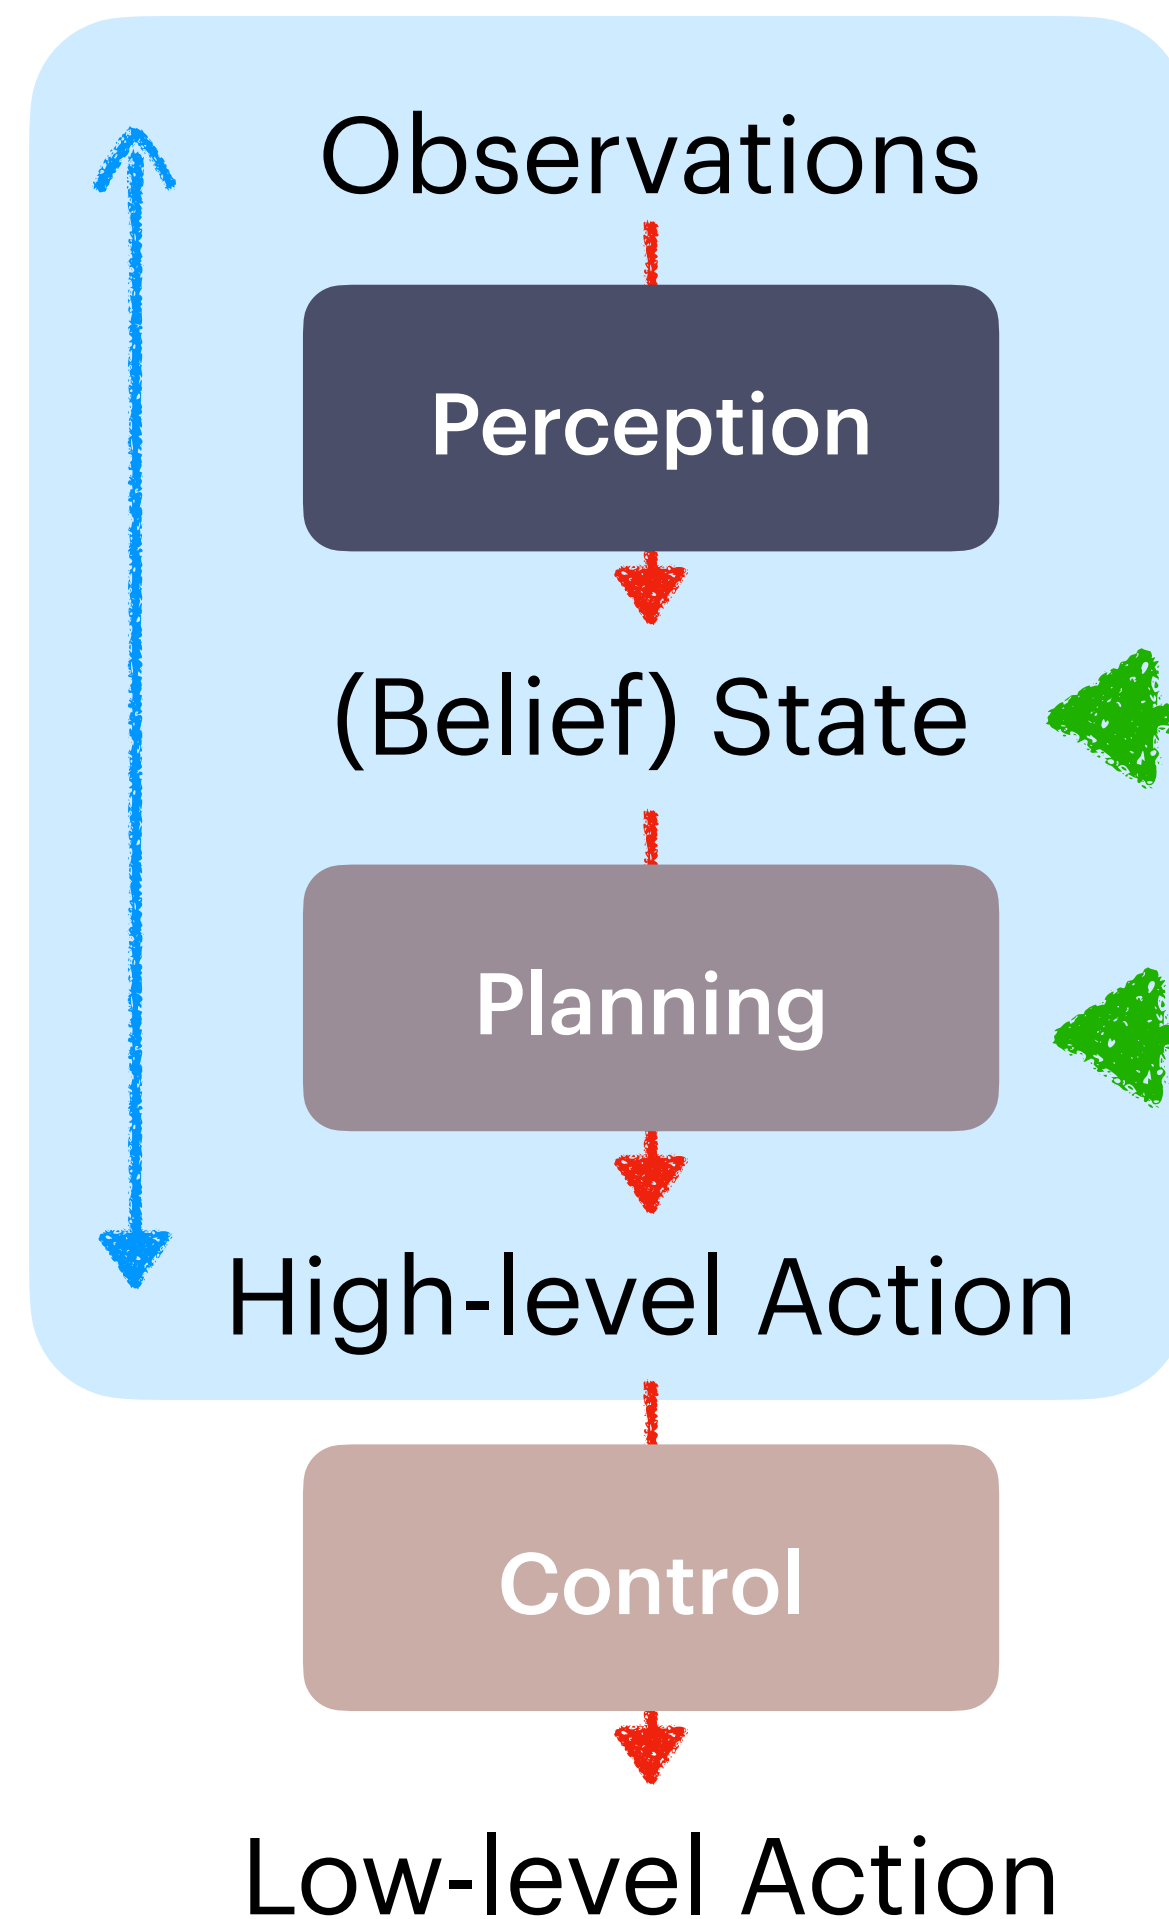 Observations
Perception
(Belief) State
Planning
High-level Action
Control
Low-level Action